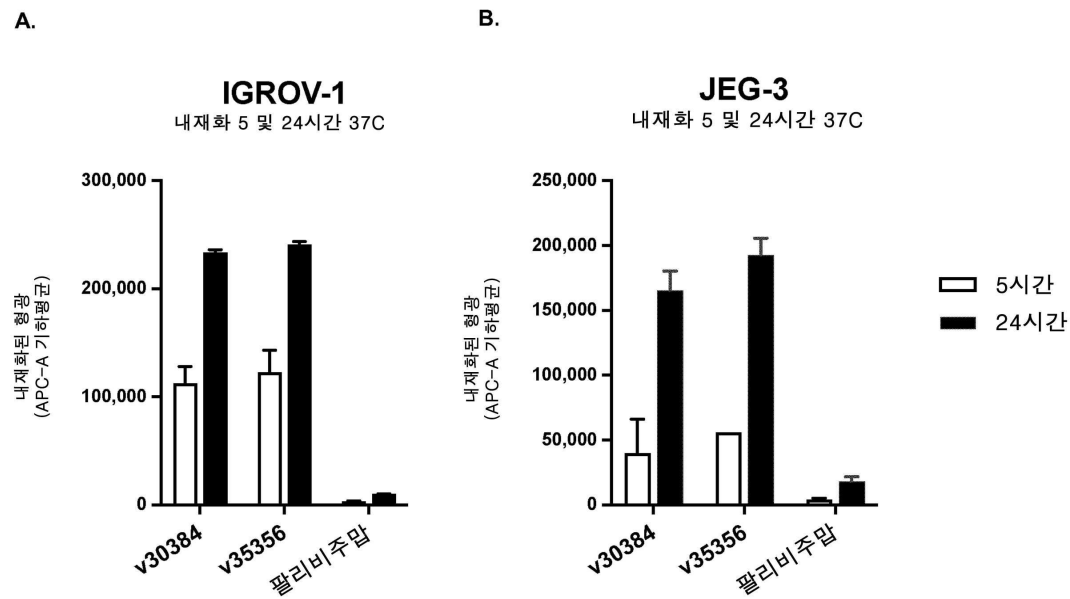 A.
IGROV-1
내재화 5 및 24시간 37C
내재화된 형광
(APC-A 기하평균)
300,000
200,000
100,000
0
v30384
v35356
팔리비주맙
B.
JEG-3
내재화 5 및 24시간 37C
내재화된 형광
(APC-A 기하평균)
250,000
200,000
150,000
100,000
50,000
0
v30384
v35356
팔리비주맙
5시간
24시간